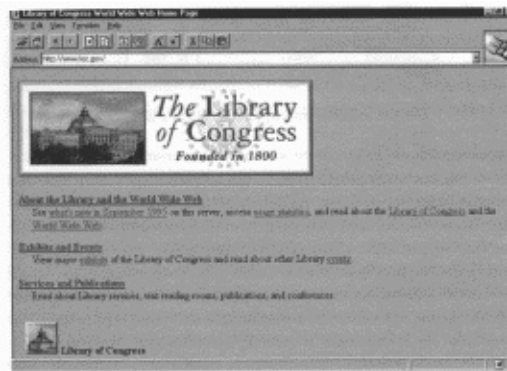 Library of Congress World Wide Web Home Page
File Edit View Favorites Help
Address http://www.loc.gov/
The Library
of Congress
Founded in 1800
About the Library and the World Wide Web
See what's new in September 1995 on this server, access usage statistics, and read about the Library of Congress and the
World Wide Web.
Exhibits and Events
View major exhibits of the Library of Congress and read about other Library events.
Services and Publications
Read about Library services, visit reading rooms, publications, and conferences.
Library of Congress